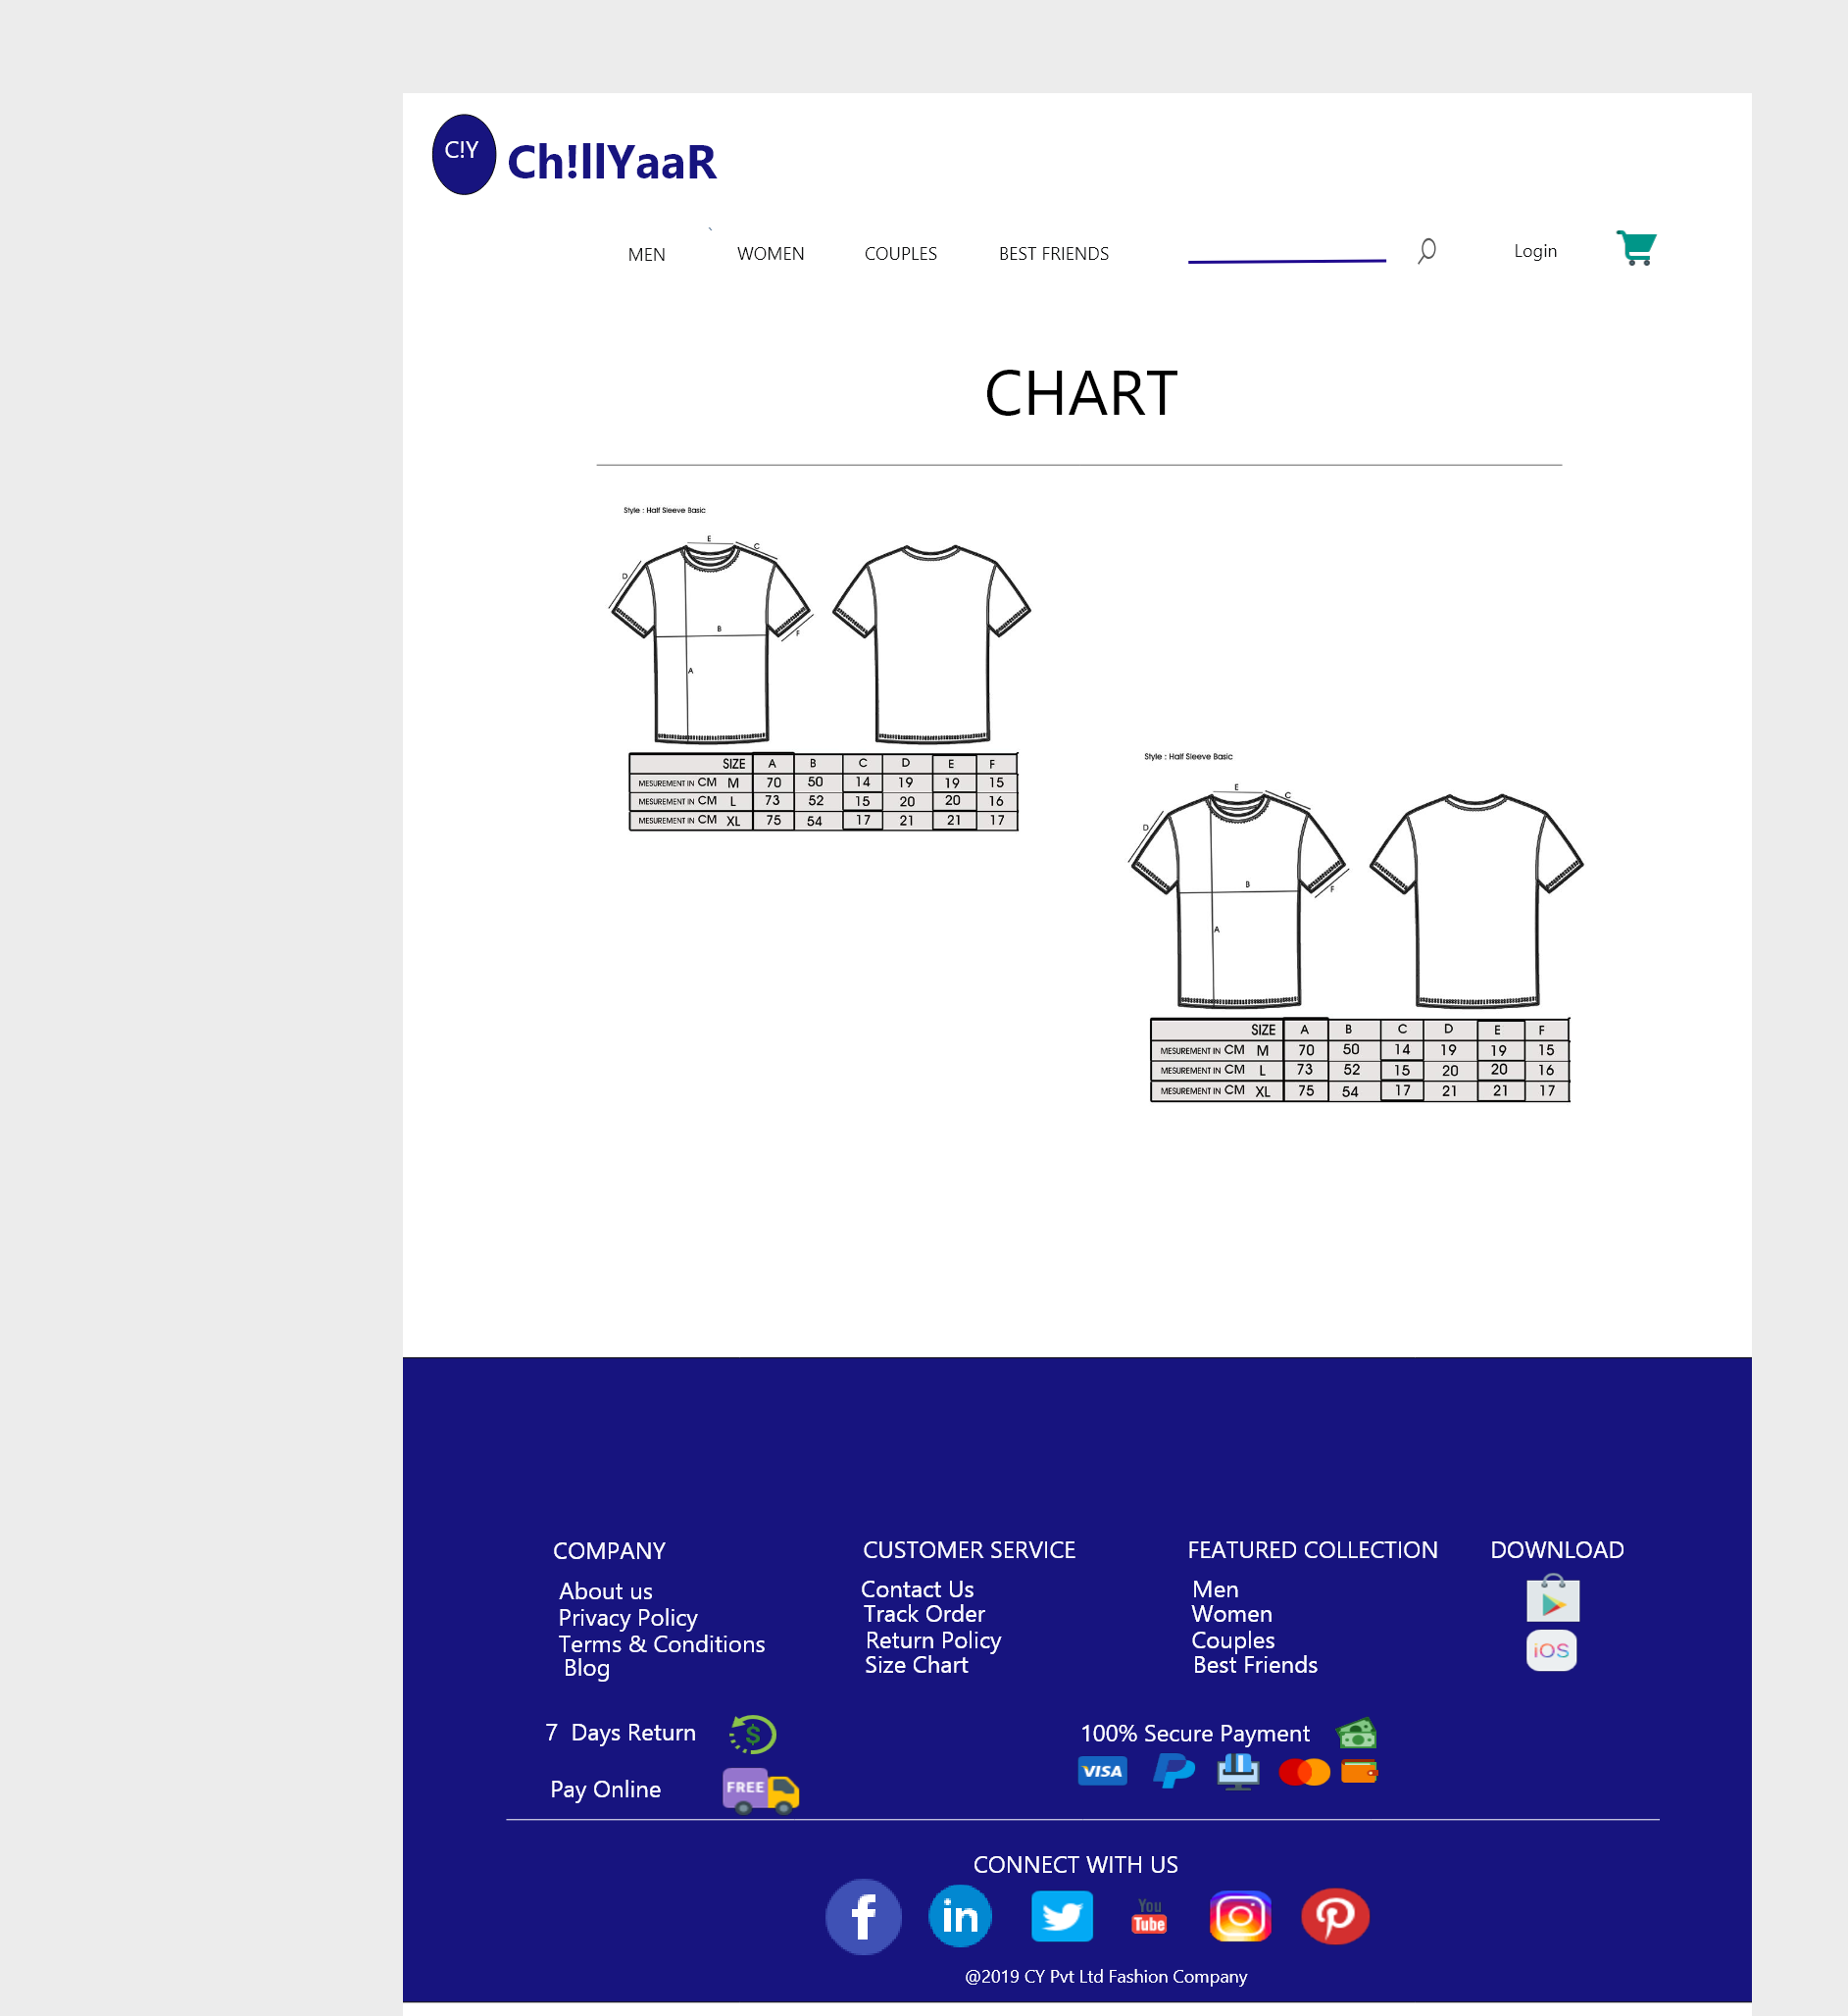 C!Y
Ch!llYaaR
MEN WOMEN COUPLES BEST FRIENDS Login
CHART
Style : Half Sleeve Basic
E
C
D
B
F
A
SIZE A B C D E F
MESUREMENT IN CM M 70 50 14 19 19 15
MESUREMENT IN CM L 73 52 15 20 20 16
MESUREMENT IN CM XL 75 54 17 21 21 17
Style : Half Sleeve Basic
E
C
D
B
F
A
SIZE A B C D E F
MESUREMENT IN CM M 70 50 14 19 19 15
MESUREMENT IN CM L 73 52 15 20 20 16
MESUREMENT IN CM XL 75 54 17 21 21 17
COMPANY
About us
Privacy Policy
Terms & Conditions
Blog
CUSTOMER SERVICE
Contact Us
Track Order
Return Policy
Size Chart
FEATURED COLLECTION
Men
Women
Couples
Best Friends
DOWNLOAD
iOS
7 Days Return
$
Pay Online
FREE
100% Secure Payment
VISA
CONNECT WITH US
f
in
You
Tube
@2019 CY Pvt Ltd Fashion Company